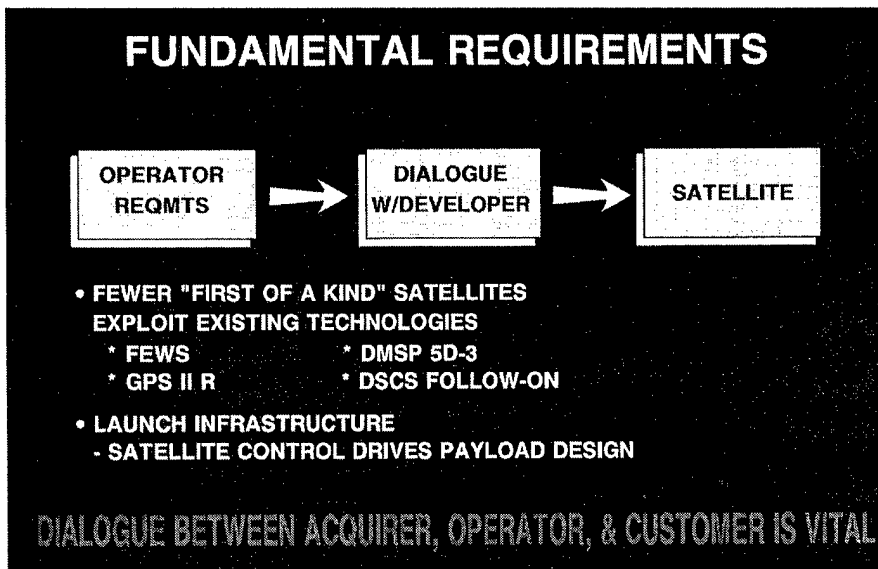 FUNDAMENTAL REQUIREMENTS
OPERATOR
REQMTS
DIALOGUE
W/DEVELOPER
SATELLITE
• FEWER "FIRST OF A KIND" SATELLITES
EXPLOIT EXISTING TECHNOLOGIES
* FEWS * DMSP 5D-3
* GPS II R * DSCS FOLLOW-ON
• LAUNCH INFRASTRUCTURE
- SATELLITE CONTROL DRIVES PAYLOAD DESIGN
DIALOGUE BETWEEN ACQUIRER, OPERATOR, & CUSTOMER IS VITAL